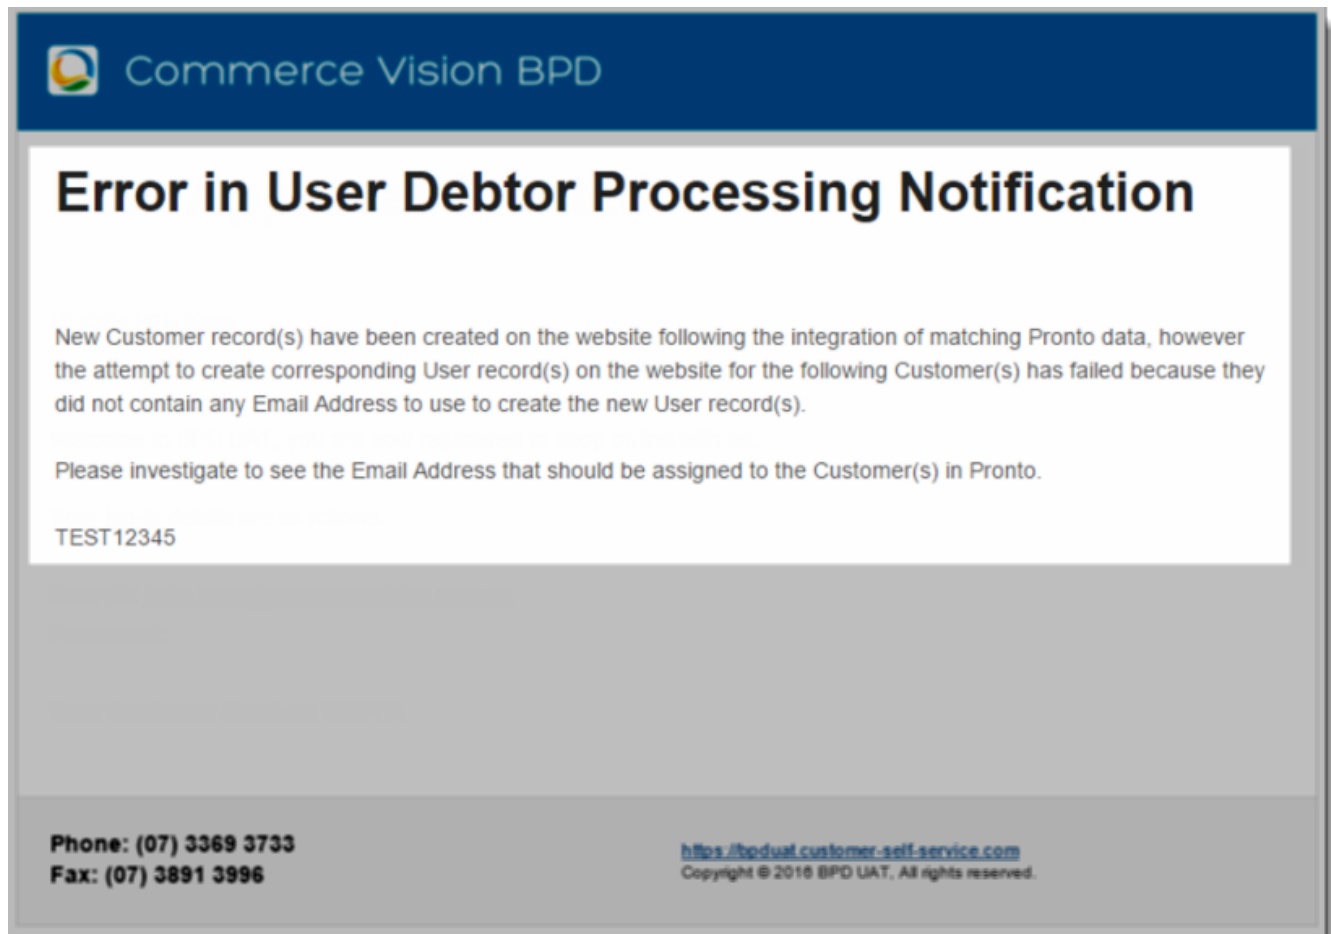 Commerce Vision BPD
Error in User Debtor Processing Notification
New Customer record(s) have been created on the website following the integration of matching Pronto data, however
the attempt to create corresponding User record(s) on the website for the following Customer(s) has failed because they
did not contain any Email Address to use to create the new User record(s).
Please investigate to see the Email Address that should be assigned to the Customer(s) in Pronto.
TEST12345
Phone: (07) 3369 3733
Fax: (07) 3891 3996
https://bpduat.customer-self-service.com
Copyright © 2016 BPD UAT, All rights reserved.